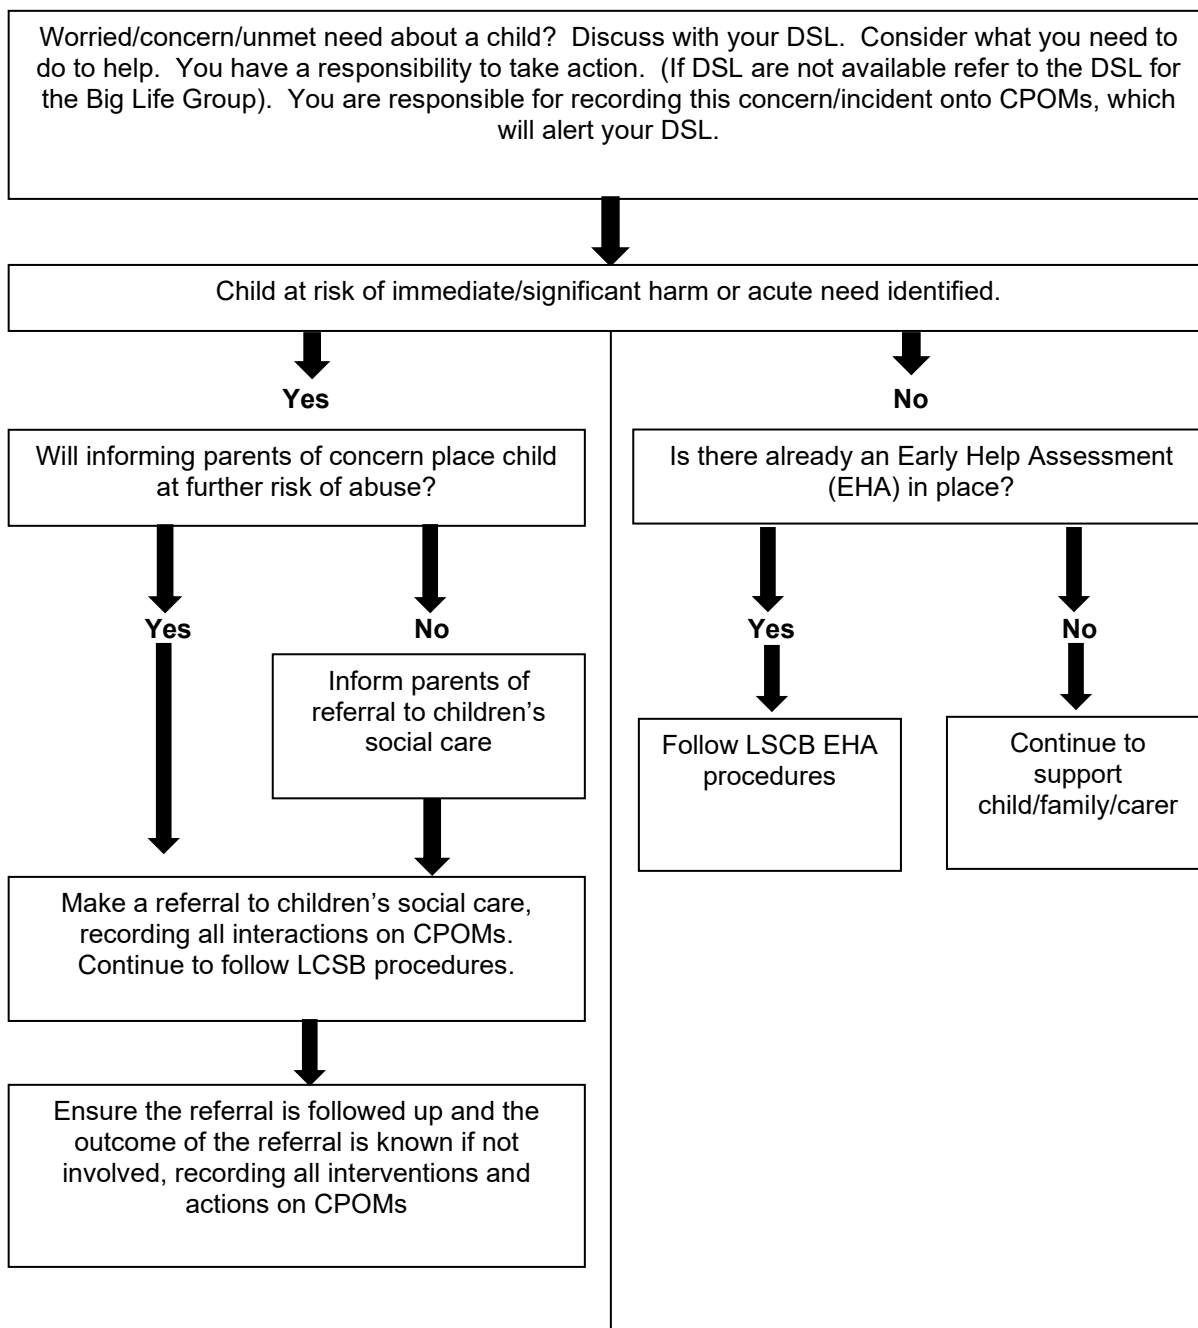 Worried/concern/unmet need about a child? Discuss with your DSL. Consider what you need to
do to help. You have a responsibility to take action. (If DSL are not available refer to the DSL for
the Big Life Group). You are responsible for recording this concern/incident onto CPOMs, which
will alert your DSL.
Child at risk of immediate/significant harm or acute need identified.
Yes
No
Will informing parents of concern place child
at further risk of abuse?
Is there already an Early Help Assessment
(EHA) in place?
Yes
No
Yes
No
Inform parents of
referral to children’s
social care
Follow LSCB EHA
procedures
Continue to
support
child/family/carer
Make a referral to children’s social care,
recording all interactions on CPOMs.
Continue to follow LCSB procedures.
Ensure the referral is followed up and the
outcome of the referral is known if not
involved, recording all interventions and
actions on CPOMs